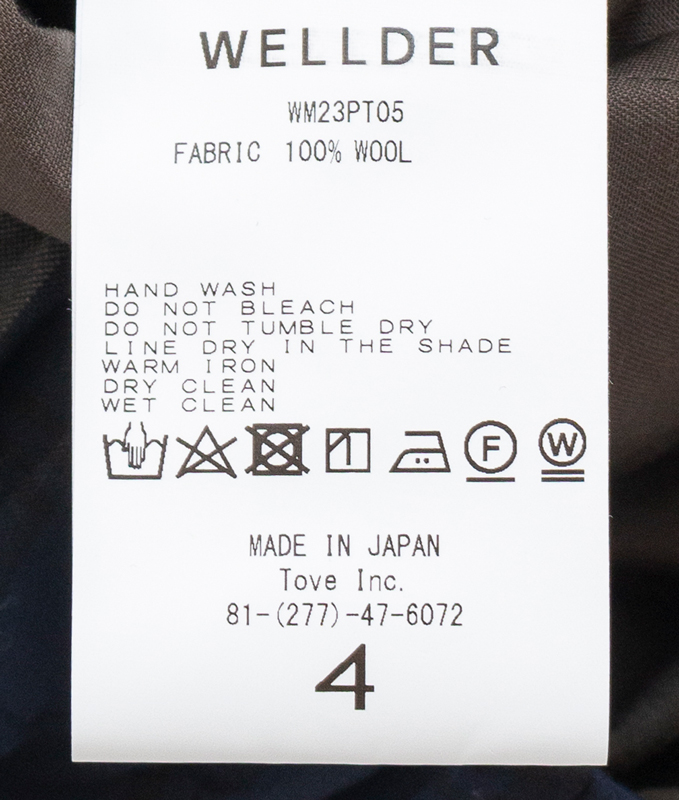 WELLDER
WM23PT05
FABRIC 100% WOOL
HAND WASH
DO NOT BLEACH
DO NOT TUMBLE DRY
LINE DRY IN THE SHADE
WARM IRON
DRY CLEAN
WET CLEAN
F W
MADE IN JAPAN
Tove Inc.
81-(277)-47-6072
4